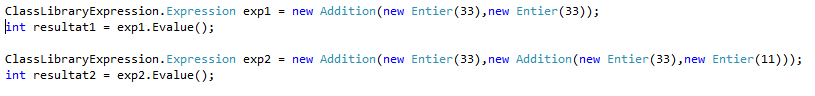 ClassLibraryExpression.Expression exp1 = new Addition(new Entier(33),new Entier(33));
int resultat1 = exp1.Evalue();
ClassLibraryExpression.Expression exp2 = new Addition(new Entier(33),new Addition(new Entier(33),new Entier(11)));
int resultat2 = exp2.Evalue();